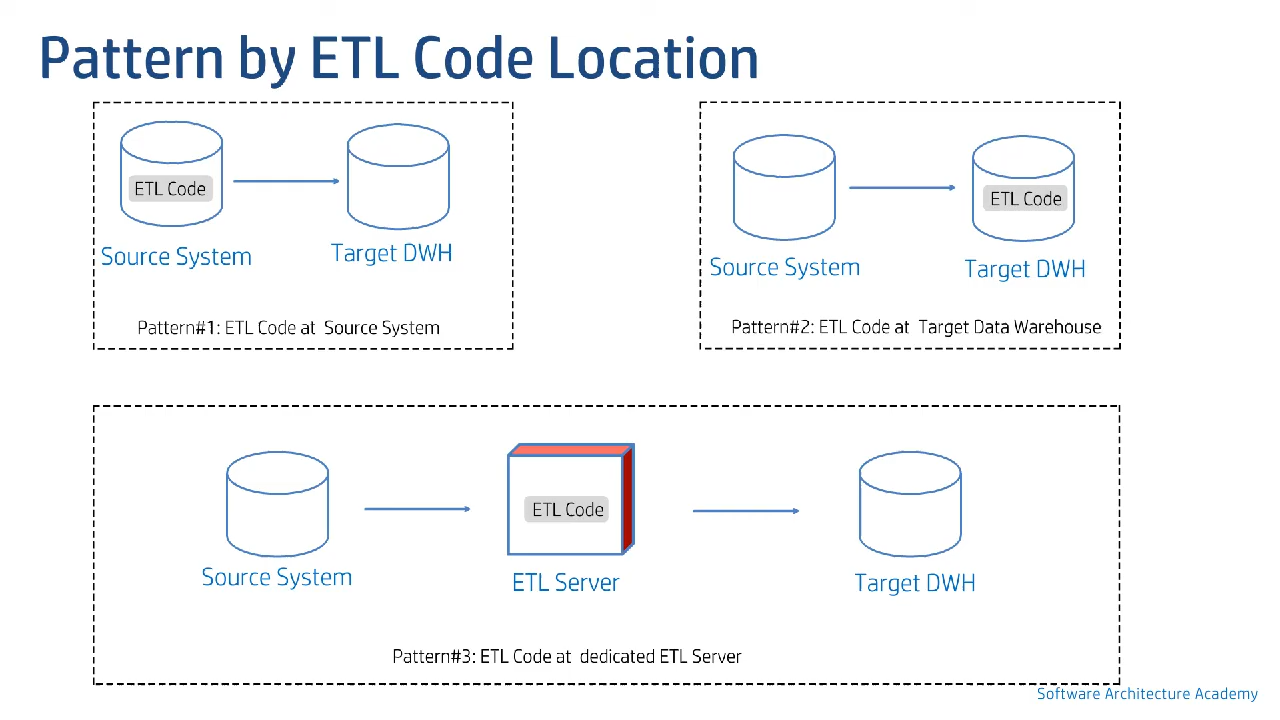 Pattern by ETL Code Location
ETL Code
Source System
Target DWH
Pattern#1: ETL Code at Source System
ETL Code
Source System
Target DWH
Pattern#2: ETL Code at Target Data Warehouse
ETL Code
Source System
ETL Server
Target DWH
Pattern#3: ETL Code at dedicated ETL Server
Software Architecture Academy